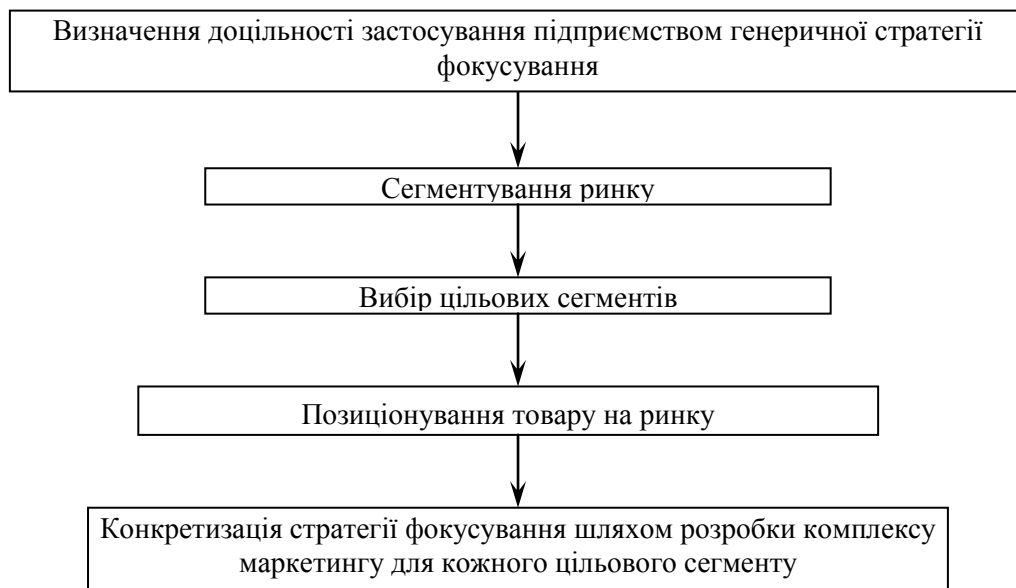 Визначення доцільності застосування підприємством генеричної стратегії
фокусування
Сегментування ринку
Вибір цільових сегментів
Позиціонування товару на ринку
Конкретизація стратегії фокусування шляхом розробки комплексу
маркетингу для кожного цільового сегменту